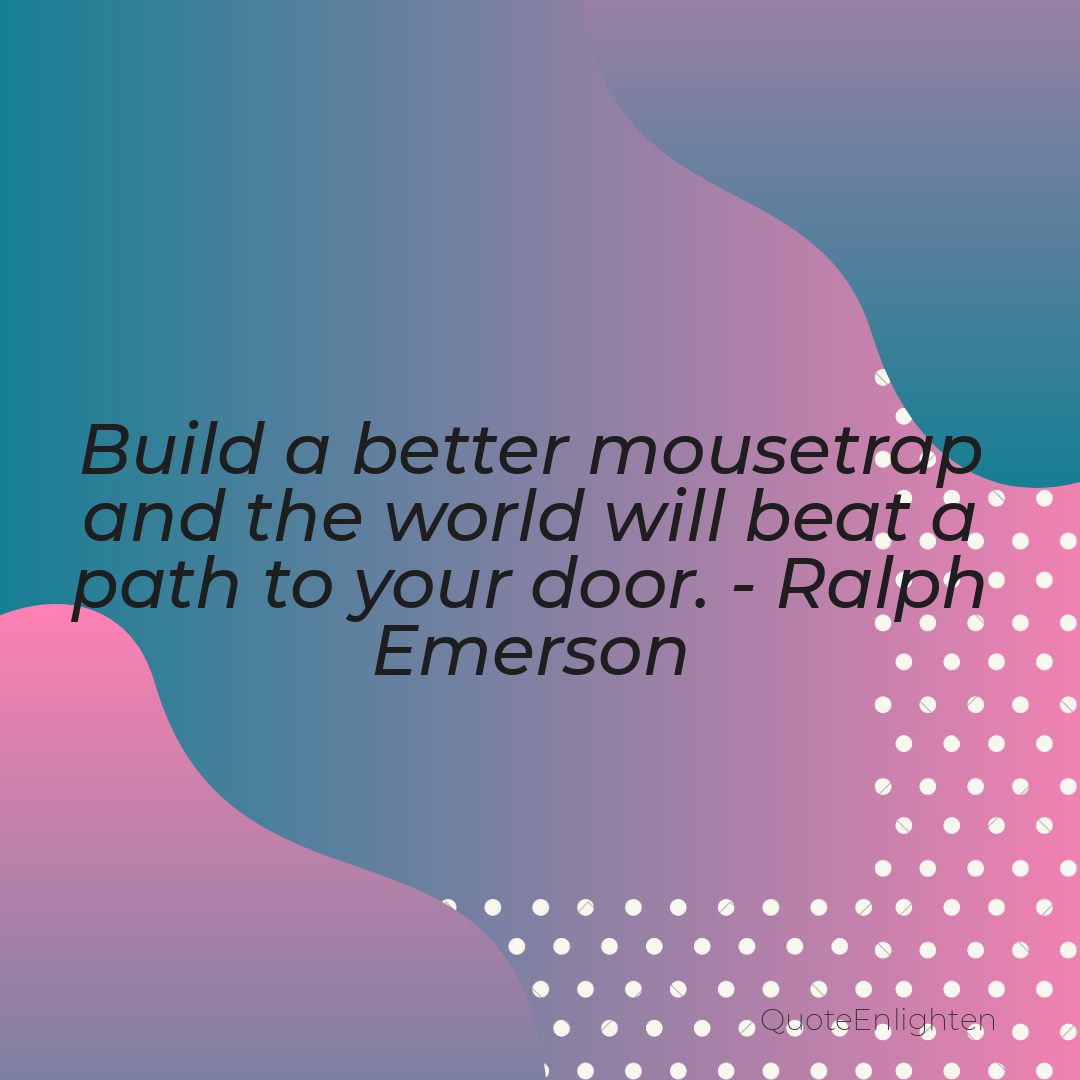 Build a better mousetrap
and the world will beat a
path to your door. - Ralph
Emerson
QuoteEnlighten